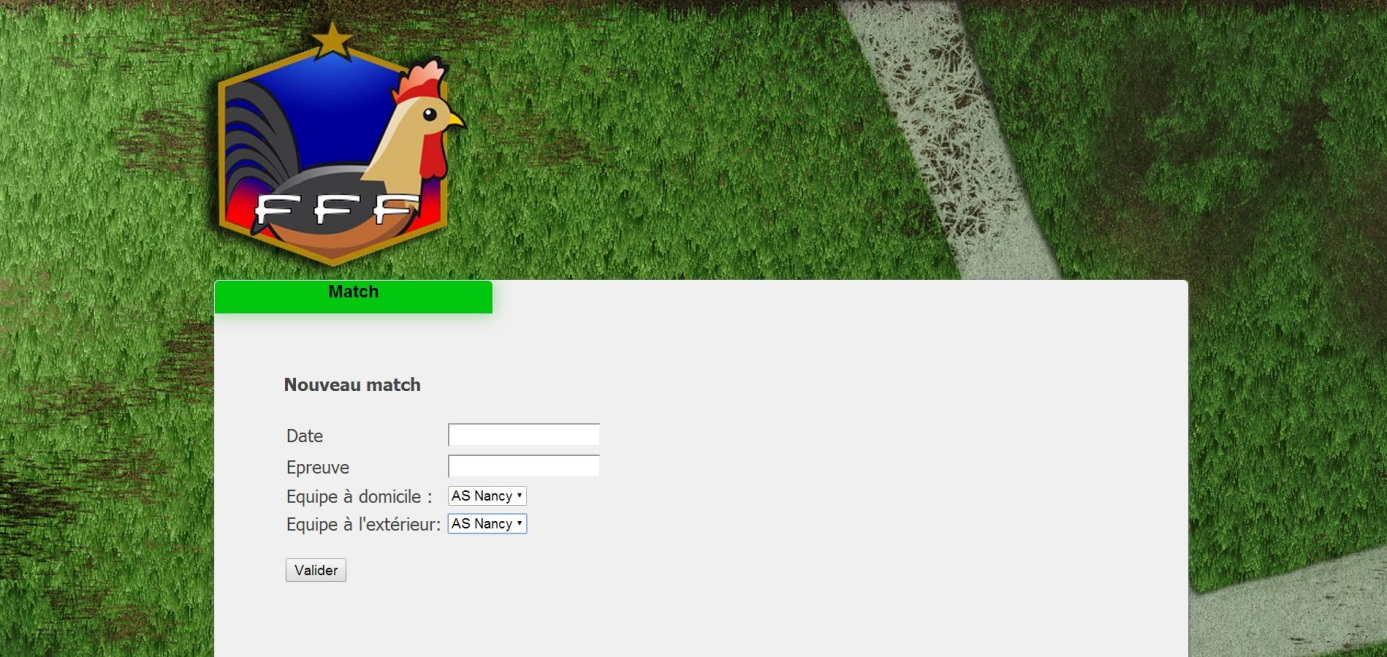 FFF
Match
Nouveau match
Date
Epreuve
Equipe à domicile : AS Nancy
Equipe à l'extérieur: AS Nancy
Valider